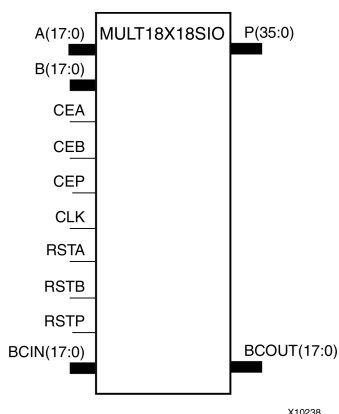 A(17:0) MULT18X18SIO P(35:0)
B(17:0)
CEA
CEB
CEP
CLK
RSTA
RSTB
RSTP
BCIN(17:0) BCOUT(17:0)
X10238